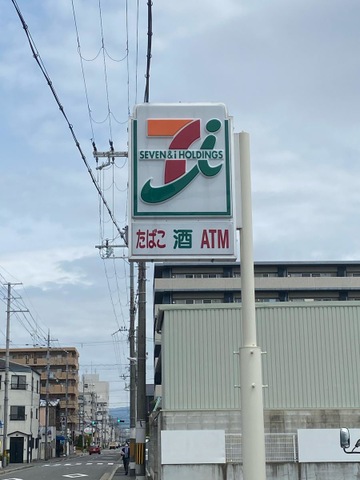 SEVEN & i HOLDINGS
たばこ 酒 ATM